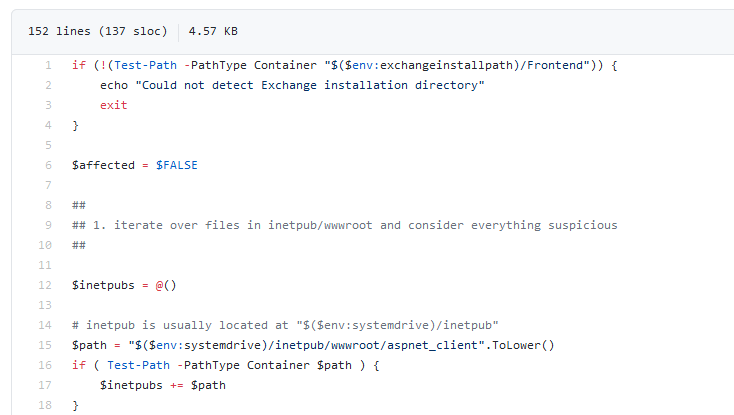 152 lines (137 sloc) 4.57 KB
1 if (!(Test-Path -PathType Container "$($env:exchangeinstallpath)/Frontend")) {
2 echo "Could not detect Exchange installation directory"
3 exit
4 }
5
6 $affected = $FALSE
7
8 ##
9 ## 1. iterate over files in inetpub/wwwroot and consider everything suspicious
10 ##
11
12 $inetpubs = @()
13
14 # inetpub is usually located at "$($env:systemdrive)/inetpub"
15 $path = "$($env:systemdrive)/inetpub/wwwroot/aspnet_client".ToLower()
16 if ( Test-Path -PathType Container $path ) {
17 $inetpubs += $path
18 }